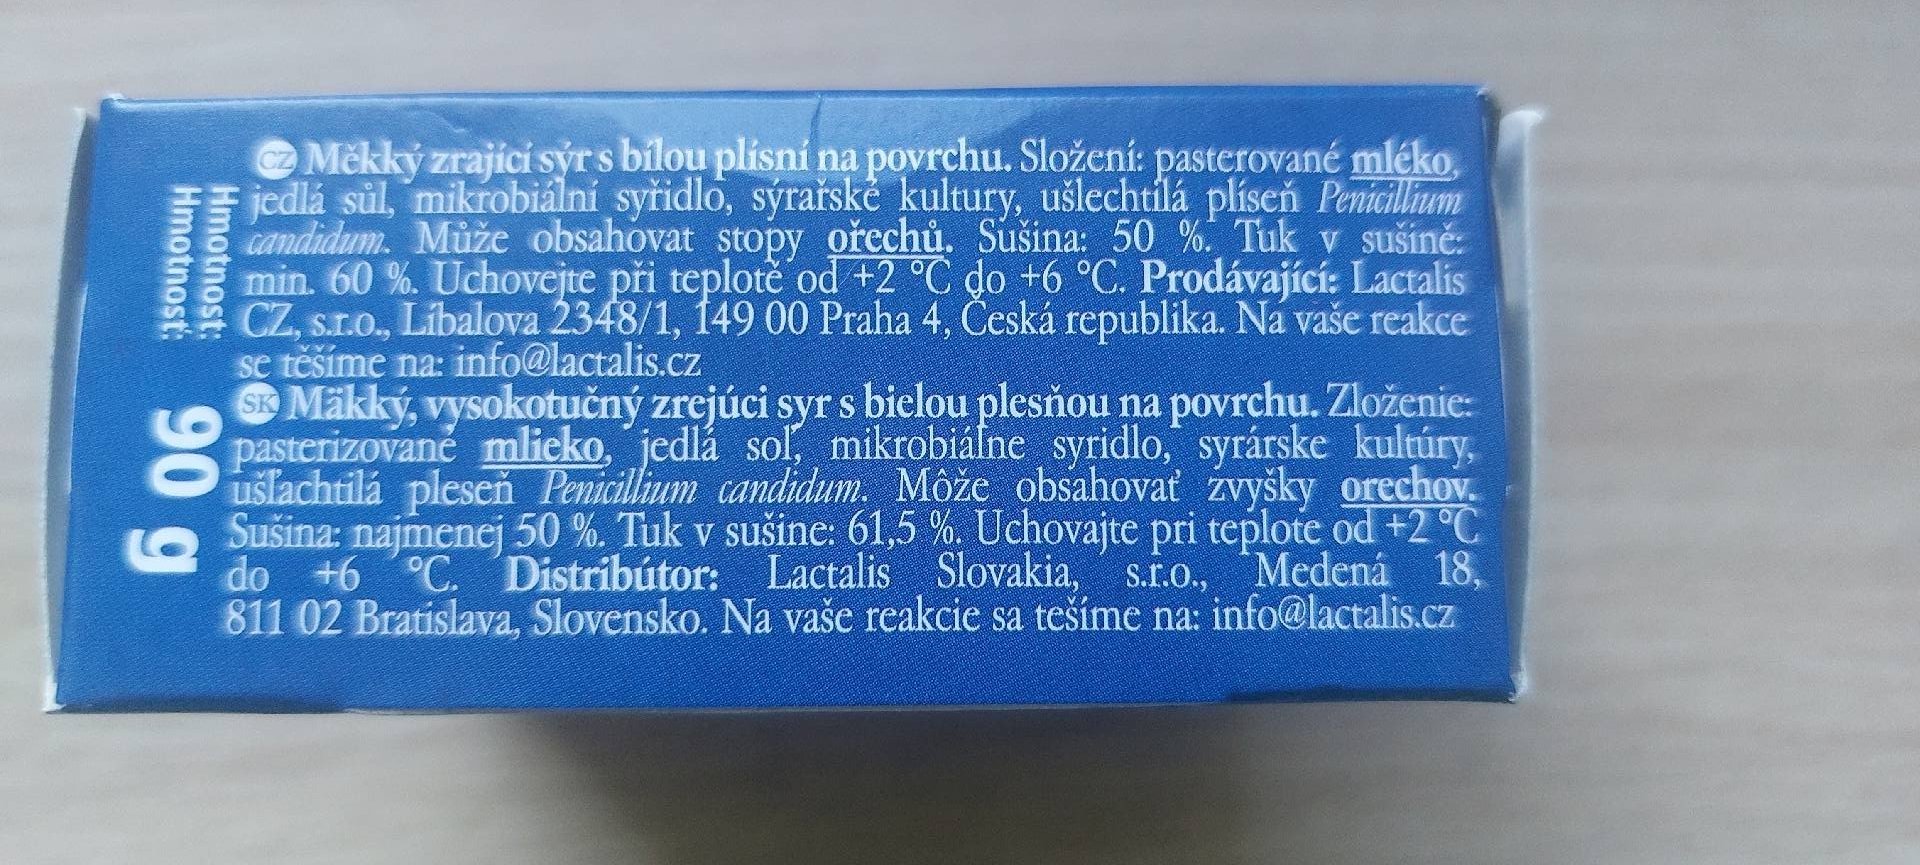 CZ Měkký zrající sýr s bílou plísní na povrchu. Složení: pasterované mléko,
jedlá sůl, mikrobiální syřidlo, sýrařské kultury, ušlechtilá plíseň Penicillium
candidum. Může obsahovat stopy ořechů. Sušina: 50 %. Tuk v sušině:
min. 60 %. Uchovejte při teplotě od +2 °C do +6 °C. Prodávající: Lactalis
CZ, s.r.o., Líbalova 2348/1, 149 00 Praha 4, Česká republika. Na vaše reakce
se těšíme na: info@lactalis.cz
SK Mäkký, vysokotučný zrejúci syr s bielou plesňou na povrchu. Zloženie:
pasterizované mlieko, jedlá soľ, mikrobiálne syridlo, syrárske kultúry,
ušľachtilá pleseň Penicillium candidum. Môže obsahovať zvyšky orechov.
Sušina: najmenej 50 %. Tuk v sušine: 61,5 %. Uchovajte pri teplote od +2 °C
do +6 °C. Distribútor: Lactalis Slovakia, s.r.o., Medená 18,
811 02 Bratislava, Slovensko. Na vaše reakcie sa tešíme na: info@lactalis.cz
Hmotnost:
Hmotnosť:
90 g